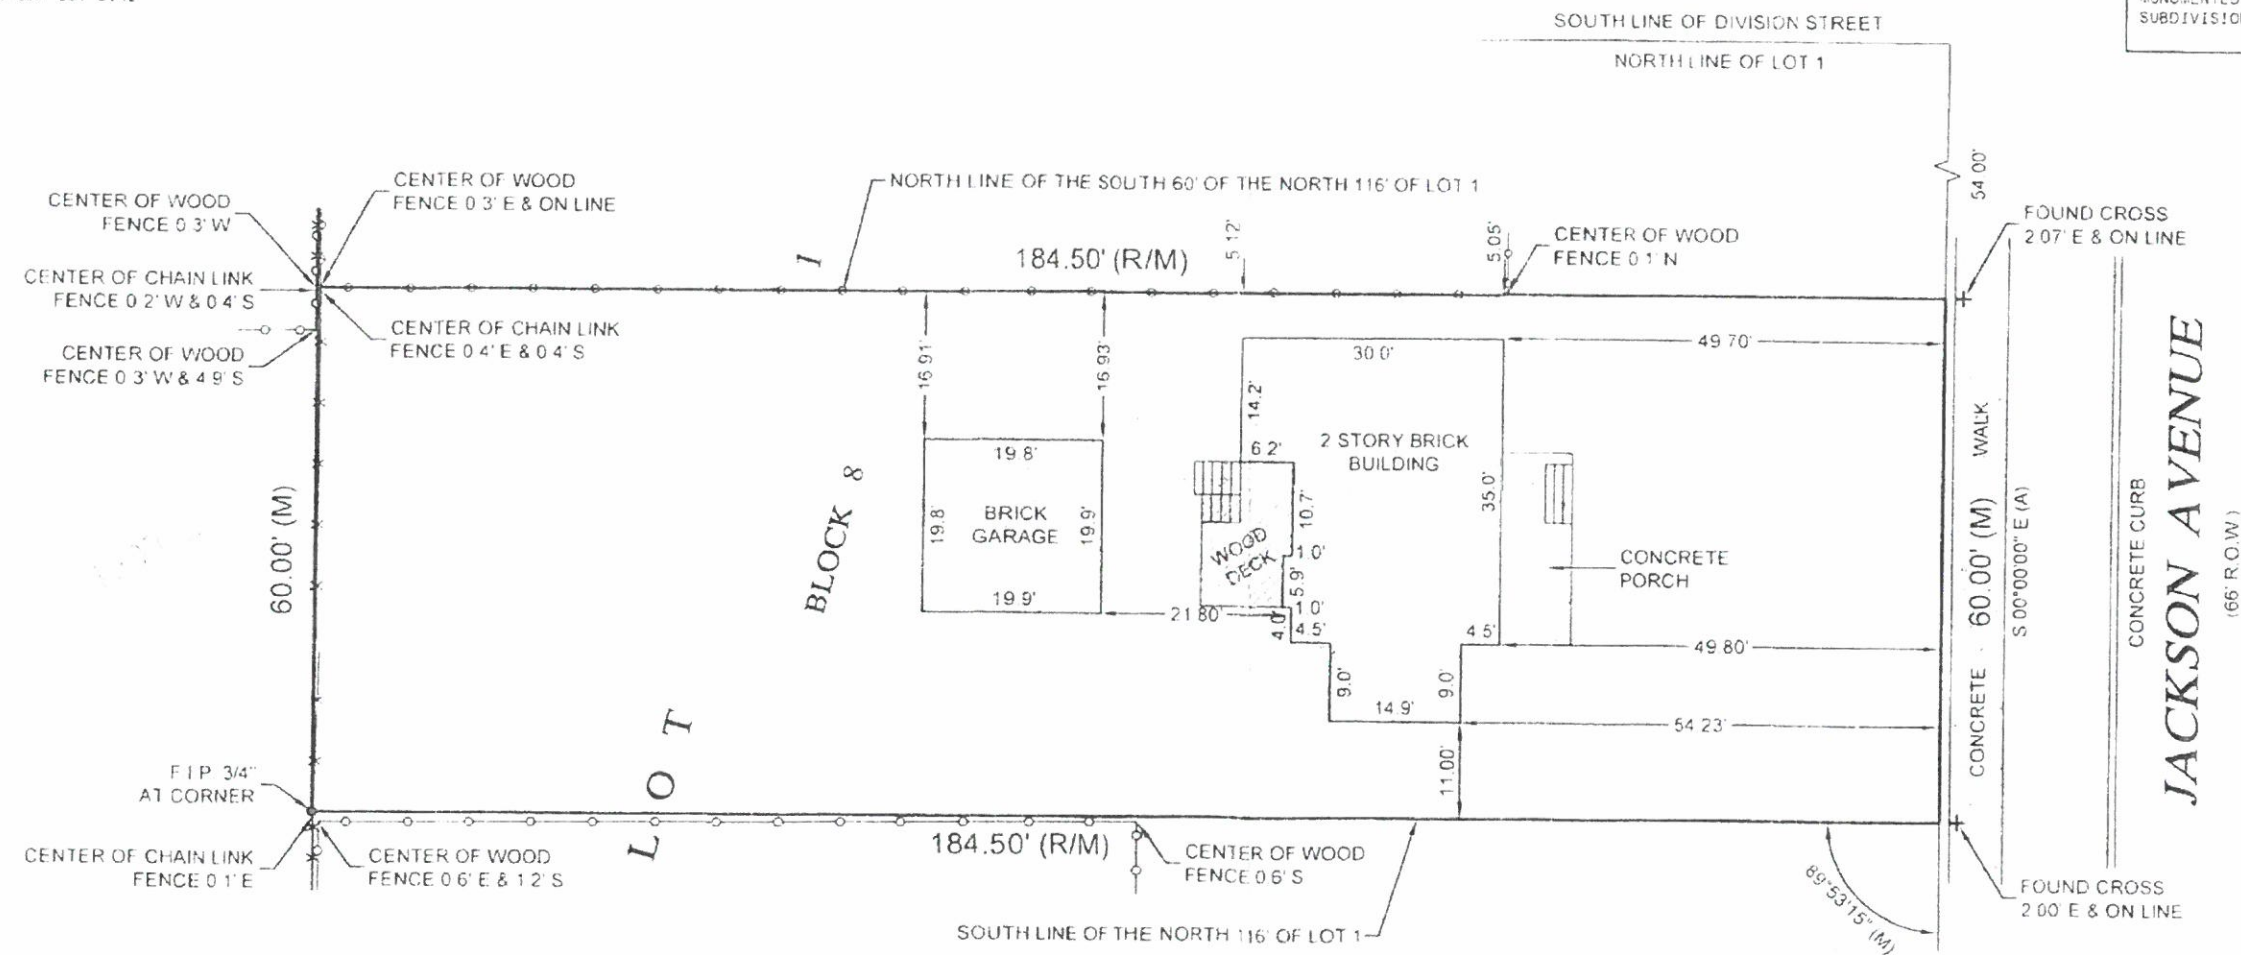 SUBDIVISIO
SOUTH LINE OF DIVISION STREET
NORTH LINE OF LOT 1
54 00'
CENTER OF WOOD
FENCE 0 3' W
CENTER OF WOOD
FENCE 0 3' E & ON LINE
NORTH LINE OF THE SOUTH 60' OF THE NORTH 116' OF LOT 1
184.50' (R/M)
5 12'
5 05'
CENTER OF WOOD
FENCE 0 1' N
FOUND CROSS
2 07' E & ON LINE
CENTER OF CHAIN LINK
FENCE 0 2' W & 0 4' S
CENTER OF CHAIN LINK
FENCE 0 4' E & 0 4' S
CENTER OF WOOD
FENCE 0 3' W & 4 9' S
1
16 91'
16 93'
30 0'
49 70'
14.2'
6 2'
2 STORY BRICK
BUILDING
35.0'
19.8'
19.8'
BRICK
GARAGE
19.9'
19 9'
BLOCK 8
10.7'
WOOD
DECK
1 0'
5.9'
1 0'
21 80'
4.0'
4.5'
4 5'
CONCRETE
PORCH
49 80'
9.0'
9.0'
14.9'
54 23'
11.00'
60.00' (M)
CONCRETE WALK
60 00' (M)
S 00°00'00" E (A)
CONCRETE CURB
JACKSON AVENUE
(66' R.O.W)
LOT
F I P 3/4"
AT CORNER
CENTER OF CHAIN LINK
FENCE 0 1' E
CENTER OF WOOD
FENCE 0 6' E & 1 2' S
184.50' (R/M)
CENTER OF WOOD
FENCE 0 6' S
SOUTH LINE OF THE NORTH 116' OF LOT 1
89°53'15" (M)
FOUND CROSS
2 00' E & ON LINE